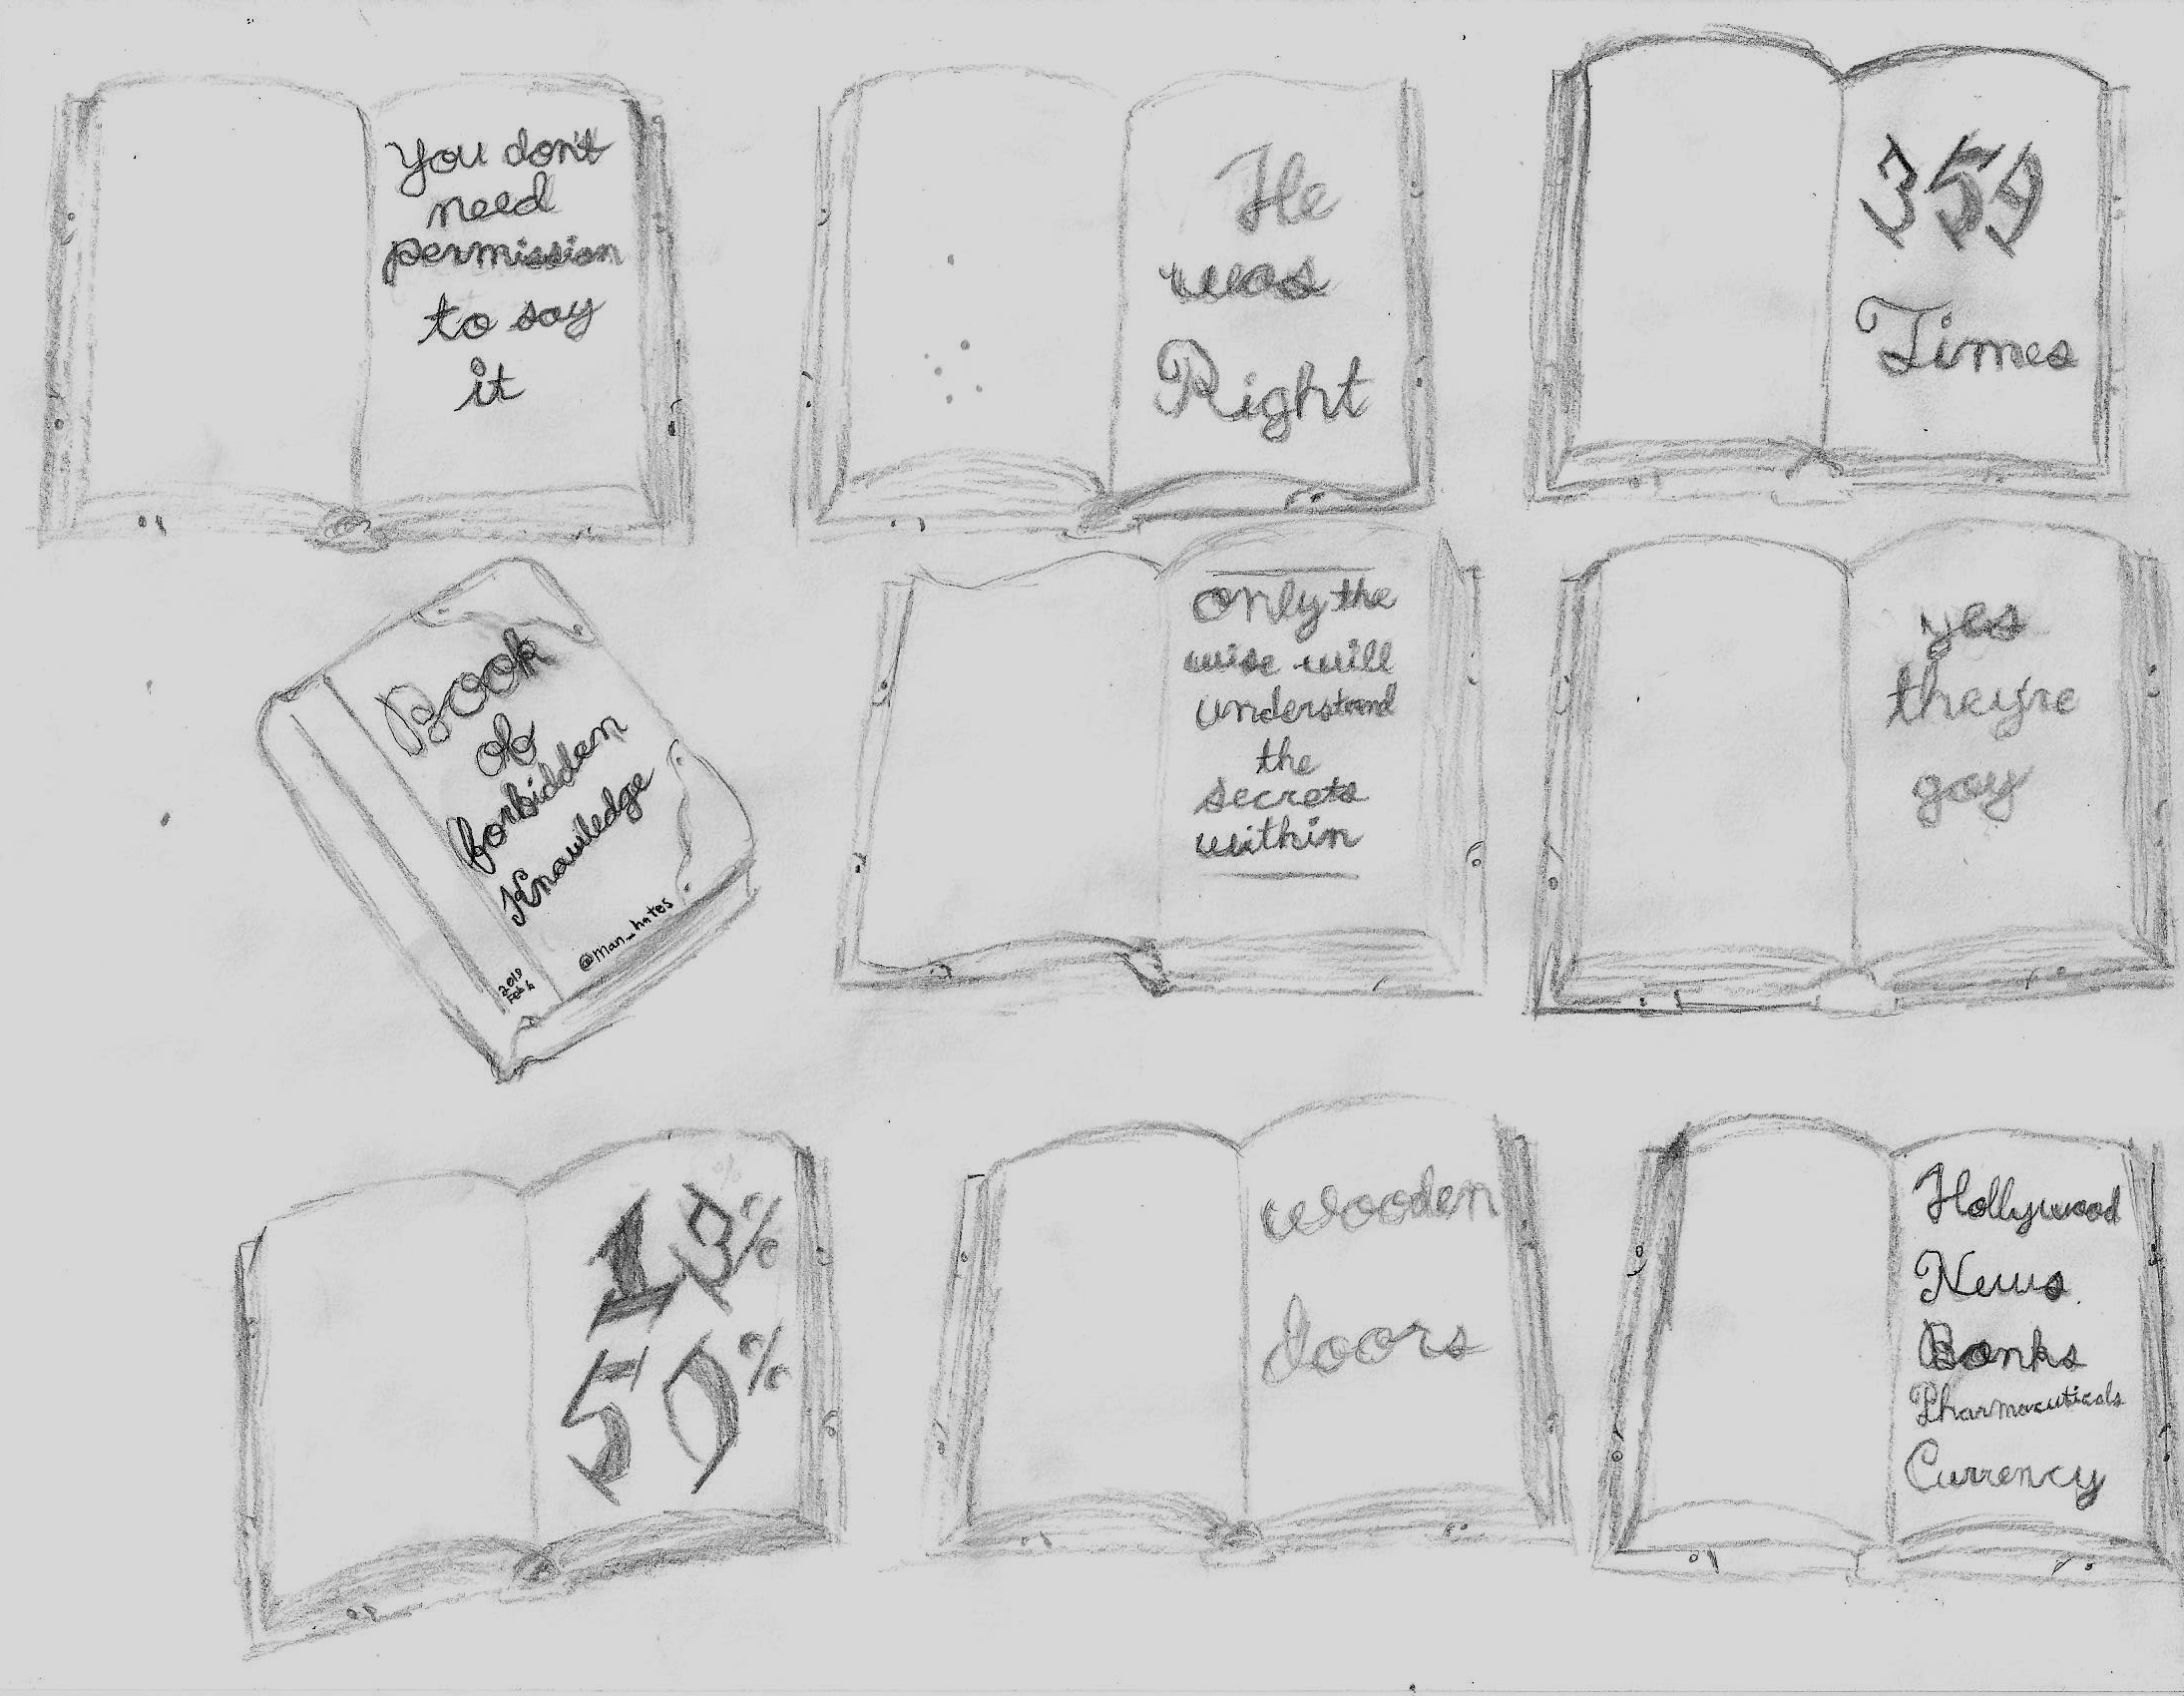 You don't
need
permission
to say
it
He
was
Right
359
Times
Book
of
forbidden
Knowledge
@man_hates
Feb 6
only the
wise will
understand
the
secrets
within
yes
they're
gay
13%
50%
Wooden
doors
Hollywood
News
Banks
Pharmaceuticals
Currency